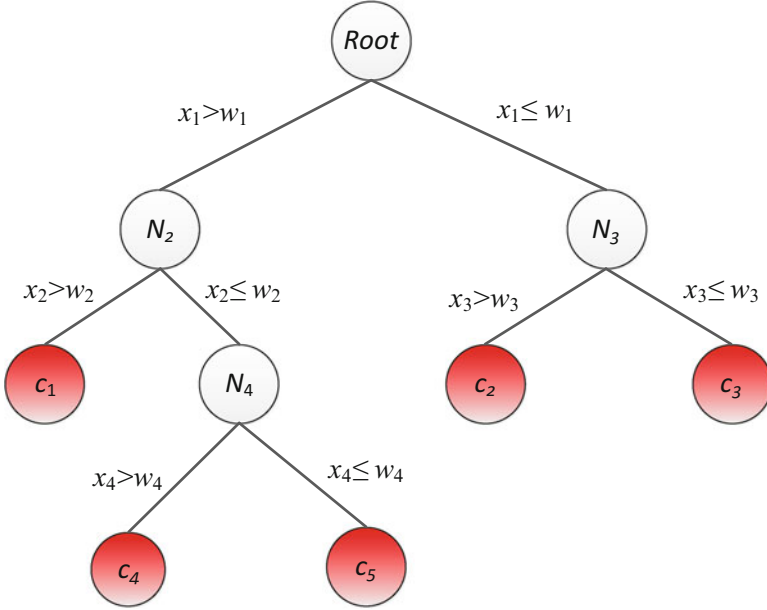 Root
x₁>w₁
x₁≤ w₁
N₂
N₃
x₂>w₂
x₂≤ w₂
x₃>w₃
x₃≤ w₃
c₁
N₄
c₂
c₃
x₄>w₄
x₄≤ w₄
c₄
c₅